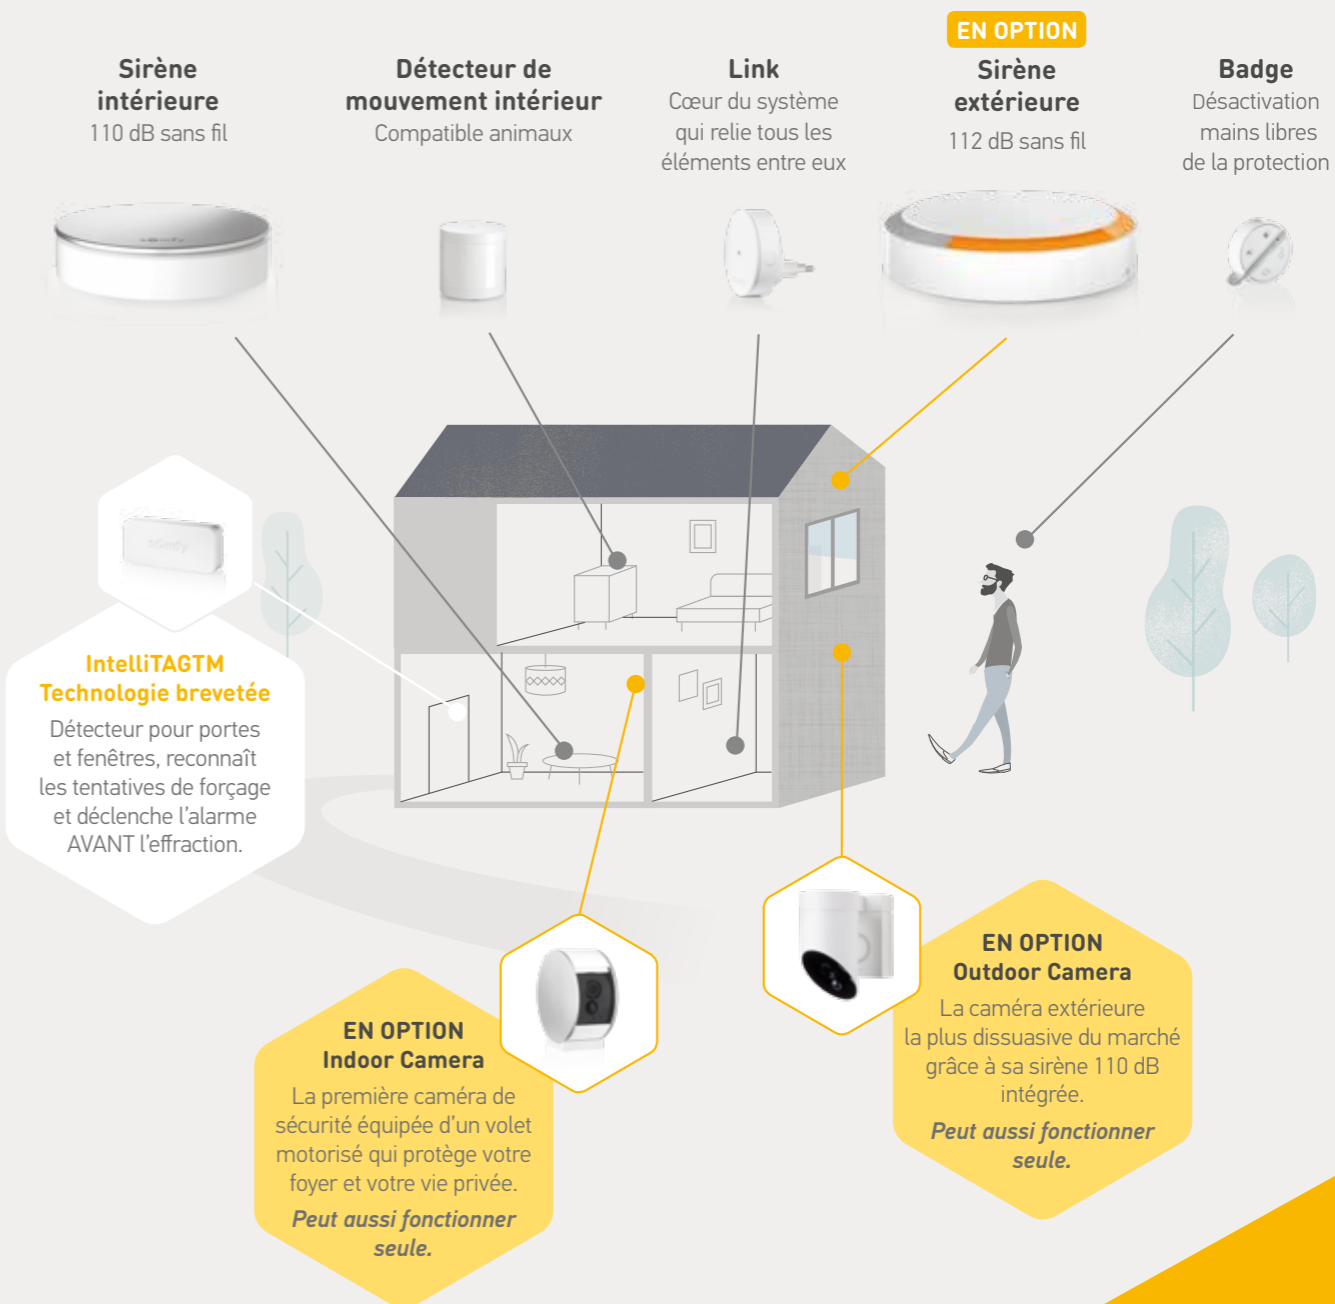 EN OPTION
Sirène
intérieure
110 dB sans fil
Détecteur de
mouvement intérieur
Compatible animaux
Link
Cœur du système
qui relie tous les
éléments entre eux
Sirène
extérieure
112 dB sans fil
Badge
Désactivation
mains libres
de la protection
somfy
somfy
IntelliTAGTM
Technologie brevetée
Détecteur pour portes
et fenêtres, reconnaît
les tentatives de forçage
et déclenche l’alarme
AVANT l’effraction.
EN OPTION
Indoor Camera
La première caméra de
sécurité équipée d’un volet
motorisé qui protège votre
foyer et votre vie privée.
Peut aussi fonctionner
seule.
EN OPTION
Outdoor Camera
La caméra extérieure
la plus dissuasive du marché
grâce à sa sirène 110 dB
intégrée.
Peut aussi fonctionner
seule.